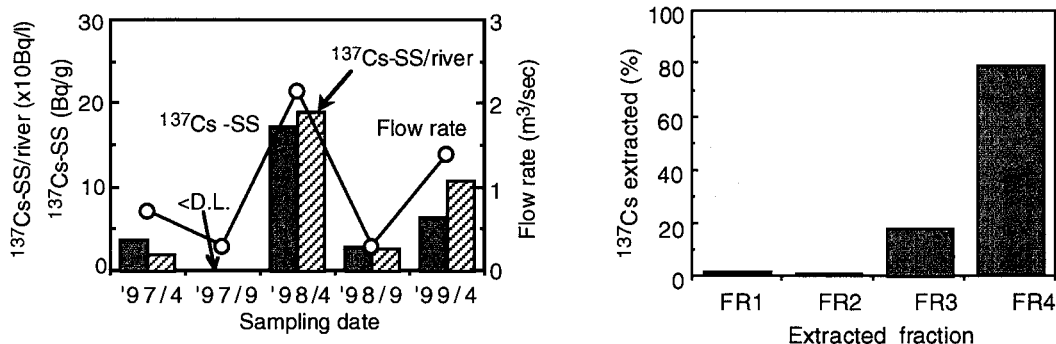 ¹³⁷Cs-SS/river (x10Bq/l)
¹³⁷Cs-SS (Bq/g)
30
20
10
0
¹³⁷Cs-SS/river
¹³⁷Cs -SS
Flow rate
<D.L.
3
2
1
0
Flow rate (m³/sec)
'97/4 '97/9 '98/4 '98/9 '99/4
Sampling date
¹³⁷Cs extracted (%)
100
80
60
40
20
0
FR1 FR2 FR3 FR4
Extracted fraction